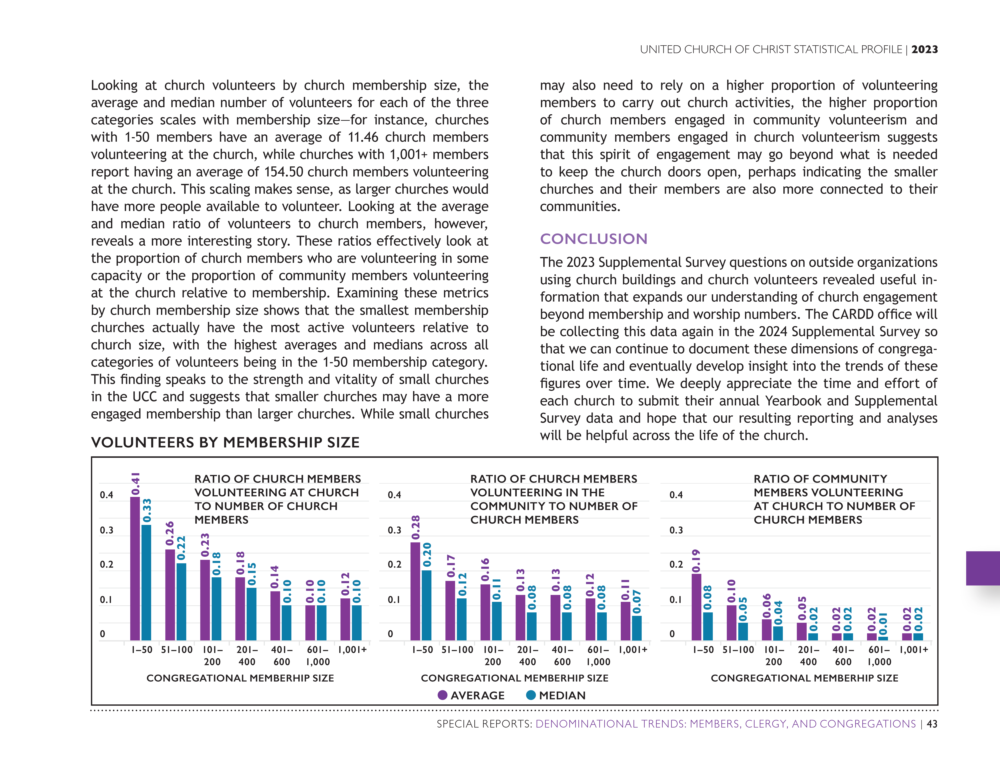 UNITED CHURCH OF CHRIST STATISTICAL PROFILE | 2023
Looking at church volunteers by church membership size, the
average and median number of volunteers for each of the three
categories scales with membership size—for instance, churches
with 1-50 members have an average of 11.46 church members
volunteering at the church, while churches with 1,001+ members
report having an average of 154.50 church members volunteering
at the church. This scaling makes sense, as larger churches would
have more people available to volunteer. Looking at the average
and median ratio of volunteers to church members, however,
reveals a more interesting story. These ratios effectively look at
the proportion of church members who are volunteering in some
capacity or the proportion of community members volunteering
at the church relative to membership. Examining these metrics
by church membership size shows that the smallest membership
churches actually have the most active volunteers relative to
church size, with the highest averages and medians across all
categories of volunteers being in the 1-50 membership category.
This finding speaks to the strength and vitality of small churches
in the UCC and suggests that smaller churches may have a more
engaged membership than larger churches. While small churches
may also need to rely on a higher proportion of volunteering
members to carry out church activities, the higher proportion
of church members engaged in community volunteerism and
community members engaged in church volunteerism suggests
that this spirit of engagement may go beyond what is needed
to keep the church doors open, perhaps indicating the smaller
churches and their members are also more connected to their
communities.
CONCLUSION
The 2023 Supplemental Survey questions on outside organizations
using church buildings and church volunteers revealed useful in-
formation that expands our understanding of church engagement
beyond membership and worship numbers. The CARDD office will
be collecting this data again in the 2024 Supplemental Survey so
that we can continue to document these dimensions of congrega-
tional life and eventually develop insight into the trends of these
figures over time. We deeply appreciate the time and effort of
each church to submit their annual Yearbook and Supplemental
Survey data and hope that our resulting reporting and analyses
will be helpful across the life of the church.
VOLUNTEERS BY MEMBERSHIP SIZE
RATIO OF CHURCH MEMBERS
VOLUNTEERING AT CHURCH
TO NUMBER OF CHURCH
MEMBERS
0.4
0.3
0.2
0.1
0
0.41
0.33
0.26
0.22
0.23
0.18
0.18
0.15
0.14
0.10
0.10
0.10
0.12
0.10
1–50 51–100 101– 201– 401– 601– 1,001+
200 400 600 1,000
CONGREGATIONAL MEMBERHIP SIZE
RATIO OF CHURCH MEMBERS
VOLUNTEERING IN THE
COMMUNITY TO NUMBER OF
CHURCH MEMBERS
0.4
0.3
0.2
0.1
0
0.28
0.20
0.17
0.12
0.16
0.11
0.13
0.08
0.13
0.08
0.12
0.08
0.11
0.07
1–50 51–100 101– 201– 401– 601– 1,001+
200 400 600 1,000
CONGREGATIONAL MEMBERHIP SIZE
RATIO OF COMMUNITY
MEMBERS VOLUNTEERING
AT CHURCH TO NUMBER OF
CHURCH MEMBERS
0.4
0.3
0.2
0.1
0
0.19
0.08
0.10
0.05
0.06
0.04
0.05
0.02
0.02
0.02
0.02
0.01
0.02
0.02
1–50 51–100 101– 201– 401– 601– 1,001+
200 400 600 1,000
CONGREGATIONAL MEMBERHIP SIZE
AVERAGE MEDIAN
SPECIAL REPORTS: DENOMINATIONAL TRENDS: MEMBERS, CLERGY, AND CONGREGATIONS | 43